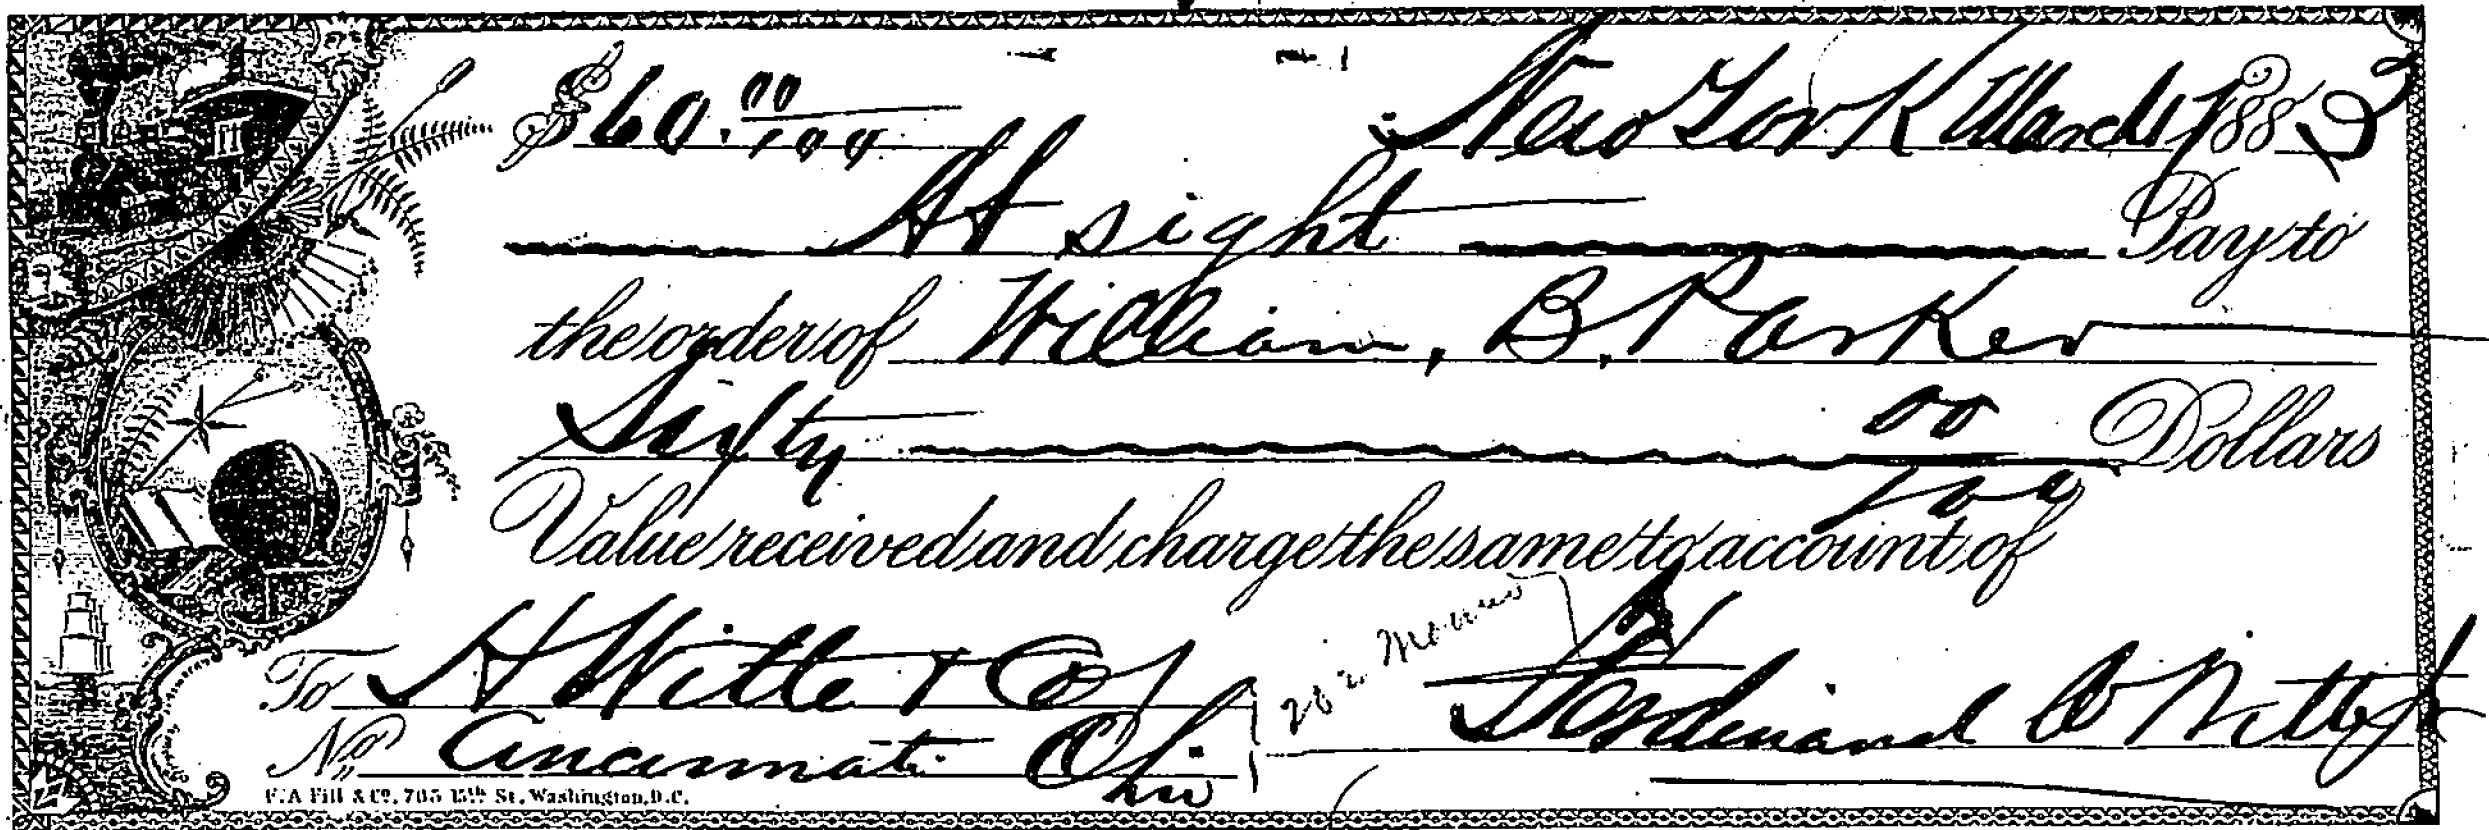 $60.00/100 New York March 1 1883
At sight Pay to
the order of William, B. Parker
Sixty 00/100 Dollars
Value received and charge the same to account of
To H Witte & Co
No Cincinnati Ohio
Ferdinand
F. A Fill & Co. 705 15th St. Washington, D.C.